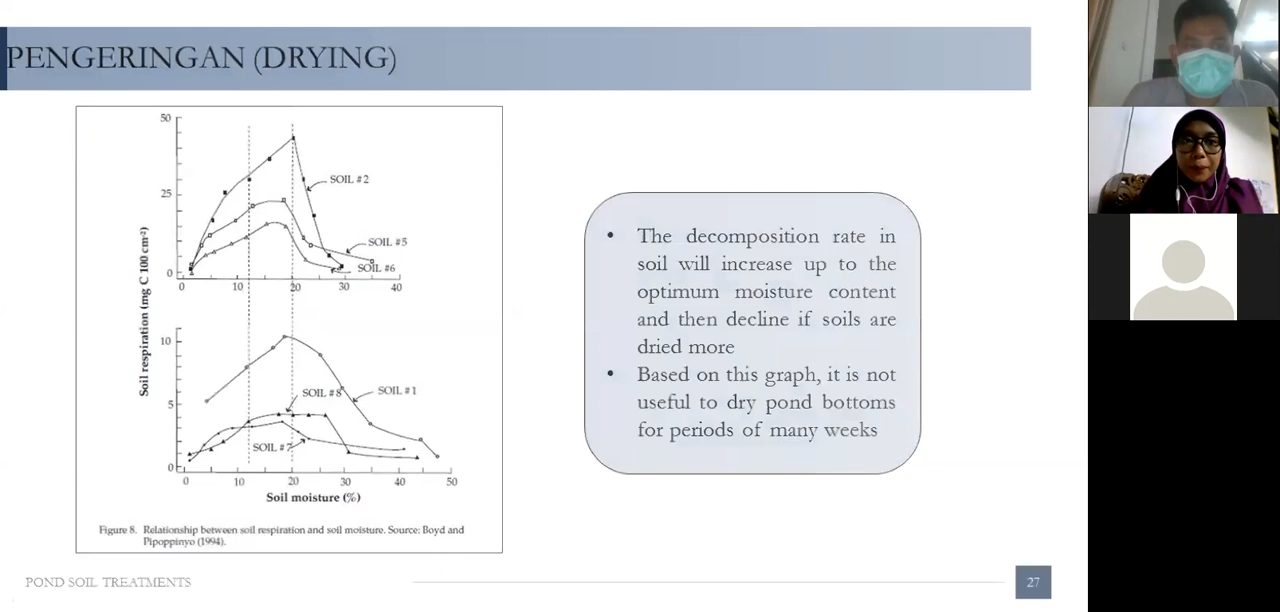 PENGERINGAN (DRYING)
50
SOIL #2
25
SOIL #5
SOIL #6
0
0 10 20 30 40
Soil respiration (mg C 100 cm-2)
10
SOIL #8
SOIL #1
5
SOIL #7
0
0 10 20 30 40 50
Soil moisture (%)
Figure 8. Relationship between soil respiration and soil moisture. Source: Boyd and
Pipoppinyo (1994).
• The decomposition rate in
soil will increase up to the
optimum moisture content
and then decline if soils are
dried more
• Based on this graph, it is not
useful to dry pond bottoms
for periods of many weeks
POND SOIL TREATMENTS
27